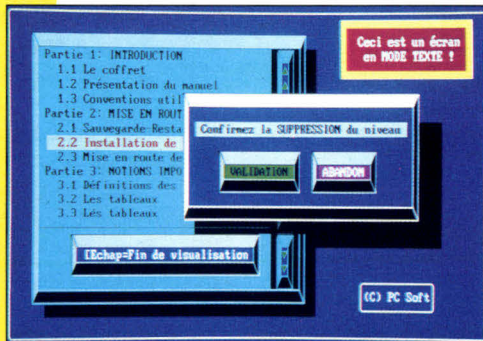 Partie 1: INTRODUCTION
1.1 Le coffret
1.2 Présentation du manuel
1.3 Conventions util
Partie 2: MISE EN ROUT
2.1 Sauvegarde-Resta
2.2 Installation de
2.3 Mise en route de
Partie 3: NOTIONS IMPO
3.1 Définitions des
3.2 Les tableaux
3.3 Les tableaux
[Echap=Fin de visualisation
Ceci est un écran
en MODE TEXTE !
Confirmez la SUPPRESSION du niveau
VALIDATION
ABANDON
(C) PC Soft